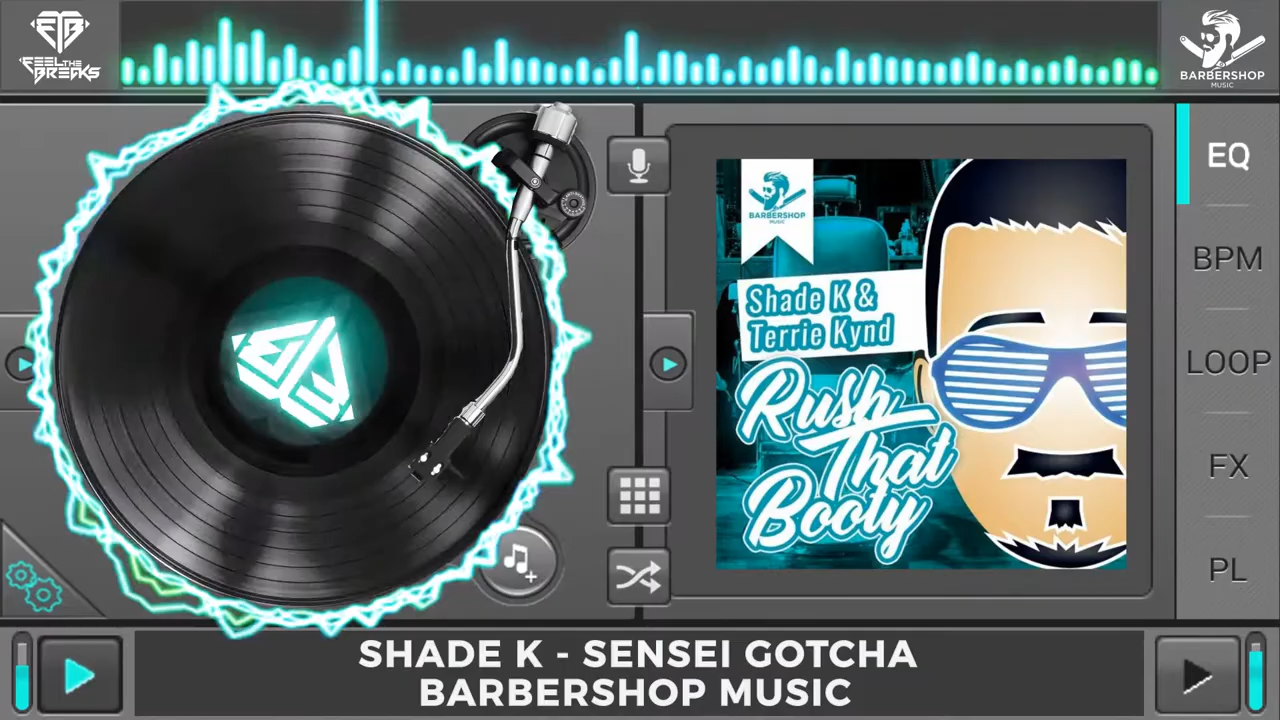 FEEL THE
BREAKS
BARBERSHOP
MUSIC
EQ
BPM
LOOP
FX
PL
BARBERSHOP
MUSIC
Shade K &
Terrie Kynd
Rush
That
Booty
SHADE K - SENSEI GOTCHA
BARBERSHOP MUSIC